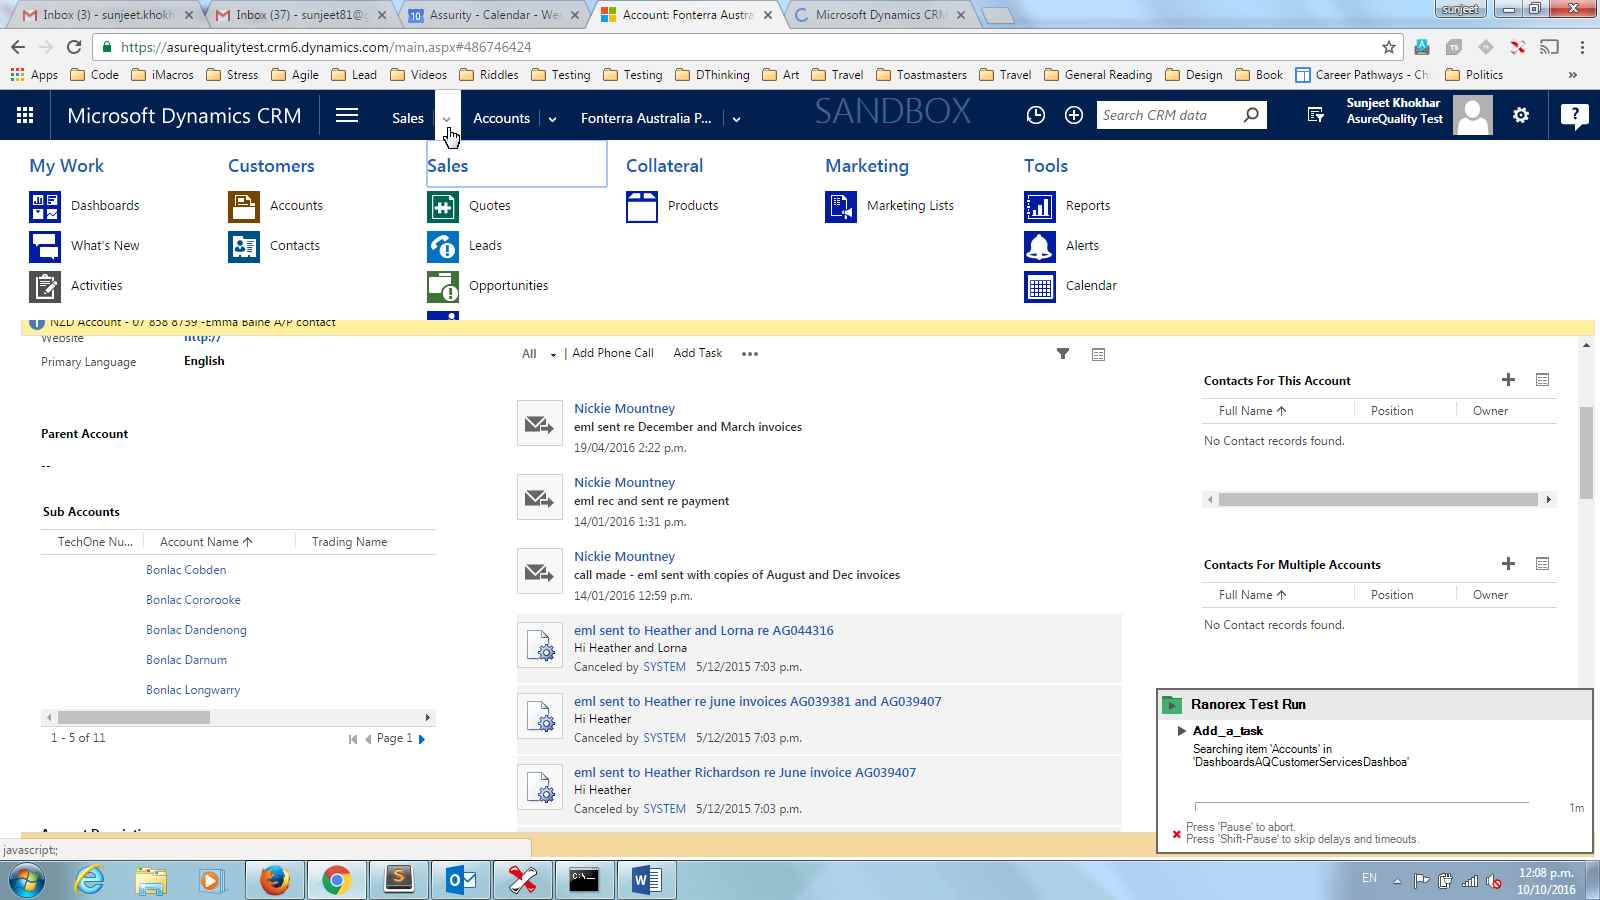 Inbox (3) - sunjeet.khokh
Inbox (37) - sunjeet81@g
10 Assurity - Calendar - We
Account: Fonterra Austra
Microsoft Dynamics CRM
sunjeet
https://asurequalitytest.crm6.dynamics.com/main.aspx#486746424
Apps Code iMacros Stress Agile Lead Videos Riddles Testing Testing DThinking Art Travel Toastmasters Travel General Reading Design Book Career Pathways - Ch Politics »
Microsoft Dynamics CRM
Sales
Accounts
Fonterra Australia P...
SANDBOX
Search CRM data
Sunjeet Khokhar
AsureQuality Test
?
My Work
Dashboards
What's New
Activities
Customers
Accounts
Contacts
Sales
Quotes
Leads
Opportunities
Collateral
Products
Marketing
Marketing Lists
Tools
Reports
Alerts
Calendar
NZD Account - 07 858 8739 -Emma Baine A/P contact
Website http://
Primary Language English
Parent Account
--
Sub Accounts
TechOne Nu... Account Name Trading Name
Bonlac Cobden
Bonlac Cororooke
Bonlac Dandenong
Bonlac Darnum
Bonlac Longwarry
1 - 5 of 11 Page 1
All | Add Phone Call Add Task •••
Nickie Mountney
eml sent re December and March invoices
19/04/2016 2:22 p.m.
Nickie Mountney
eml rec and sent re payment
14/01/2016 1:31 p.m.
Nickie Mountney
call made - eml sent with copies of August and Dec invoices
14/01/2016 12:59 p.m.
eml sent to Heather and Lorna re AG044316
Hi Heather and Lorna
Canceled by SYSTEM 5/12/2015 7:03 p.m.
eml sent to Heather re june invoices AG039381 and AG039407
Hi Heather
Canceled by SYSTEM 5/12/2015 7:03 p.m.
eml sent to Heather Richardson re June invoice AG039407
Hi Heather
Canceled by SYSTEM 5/12/2015 7:03 p.m.
Contacts For This Account
Full Name Position Owner
No Contact records found.
Contacts For Multiple Accounts
Full Name Position Owner
No Contact records found.
Ranorex Test Run
Add_a_task
Searching item 'Accounts' in
'DashboardsAQCustomerServicesDashboa'
1m
Press 'Pause' to abort.
Press 'Shift-Pause' to skip delays and timeouts.
javascript:;
EN
12:08 p.m.
10/10/2016